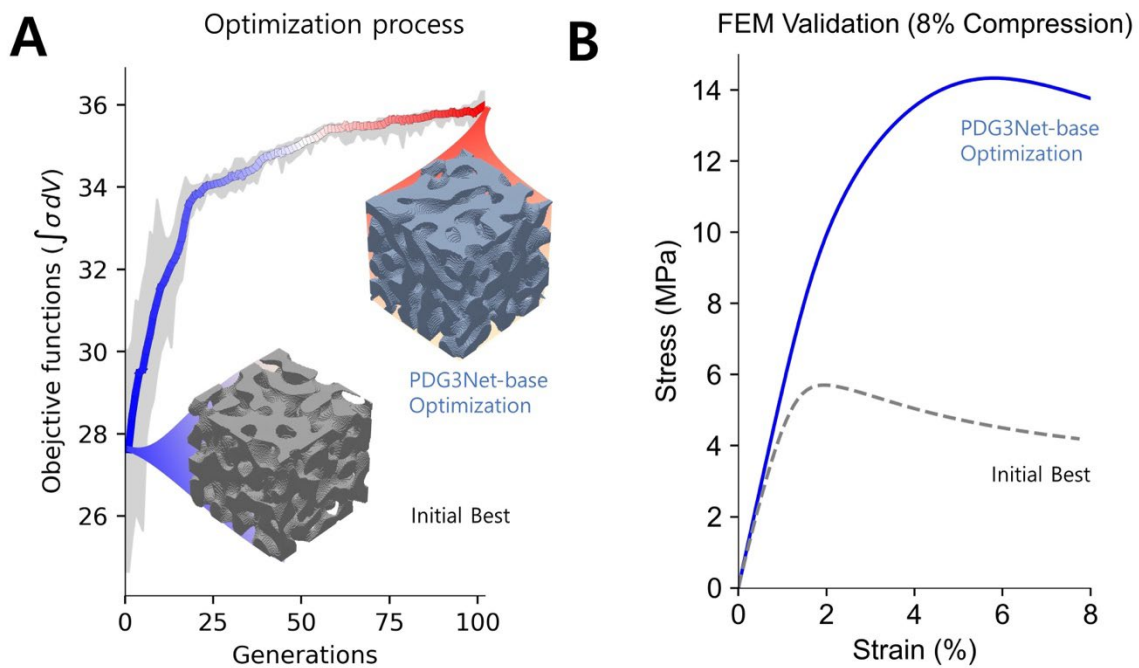 A
Optimization process
Obejctive functions (∫σdV)
36
34
32
30
28
26
0
25
50
75
100
Generations
PDG3Net-base
Optimization
Initial Best
B
FEM Validation (8% Compression)
Stress (MPa)
14
12
10
8
6
4
2
0
0
2
4
6
8
Strain (%)
PDG3Net-base
Optimization
Initial Best